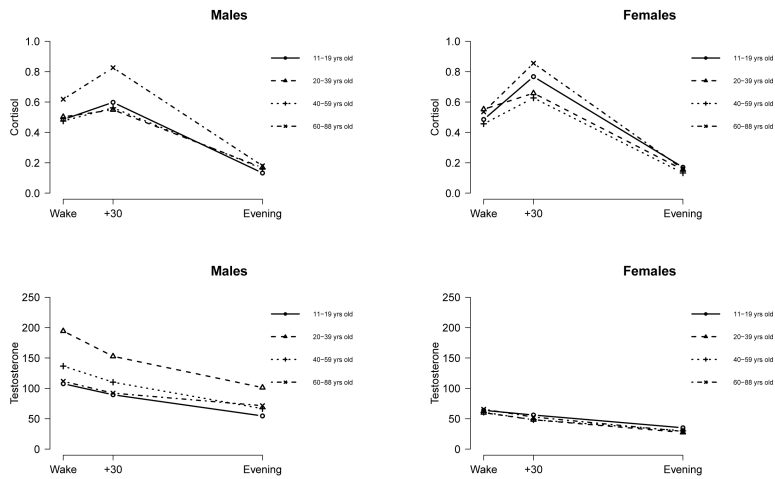 Males
Cortisol
1.0
0.8
0.6
0.4
0.2
0.0
Wake +30 Evening
11–19 yrs old
20–39 yrs old
40–59 yrs old
60–88 yrs old
Females
Cortisol
1.0
0.8
0.6
0.4
0.2
0.0
Wake +30 Evening
11–19 yrs old
20–39 yrs old
40–59 yrs old
60–88 yrs old
Males
Testosterone
250
200
150
100
50
0
Wake +30 Evening
11–19 yrs old
20–39 yrs old
40–59 yrs old
60–88 yrs old
Females
Testosterone
250
200
150
100
50
0
Wake +30 Evening
11–19 yrs old
20–39 yrs old
40–59 yrs old
60–88 yrs old